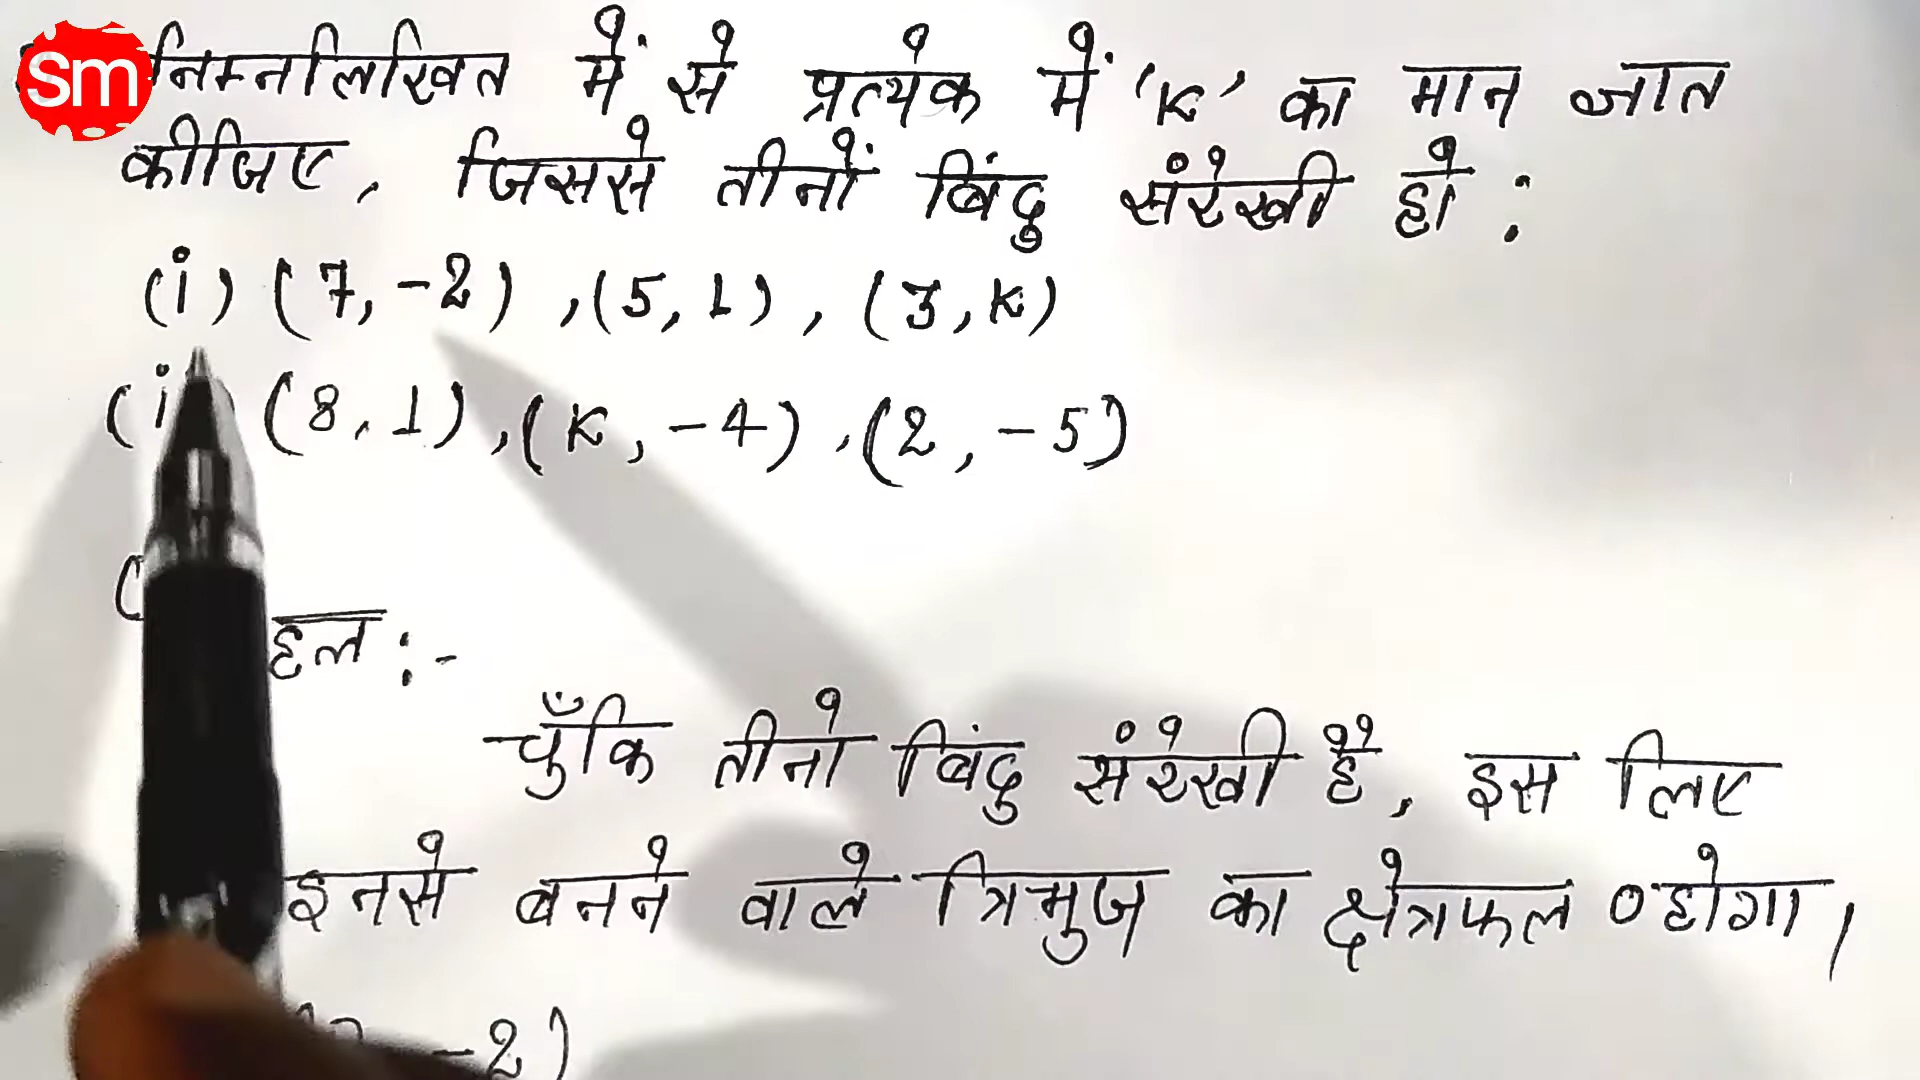 Sm
निम्नलिखित में से प्रत्येक में 'K' का मान ज्ञात
कीजिए, जिससे तीनों बिंदु संरेखी हो :
(i) (7, -2) , (5, 1) , (3, K)
(8, 1) , (K, -4) , (2, -5)
हल :-
चुँकि तीनो बिंदु संरेखी है, इस लिए
इनसे बनने वाले त्रिभुज का क्षेत्रफल 0 होगा।
-2)